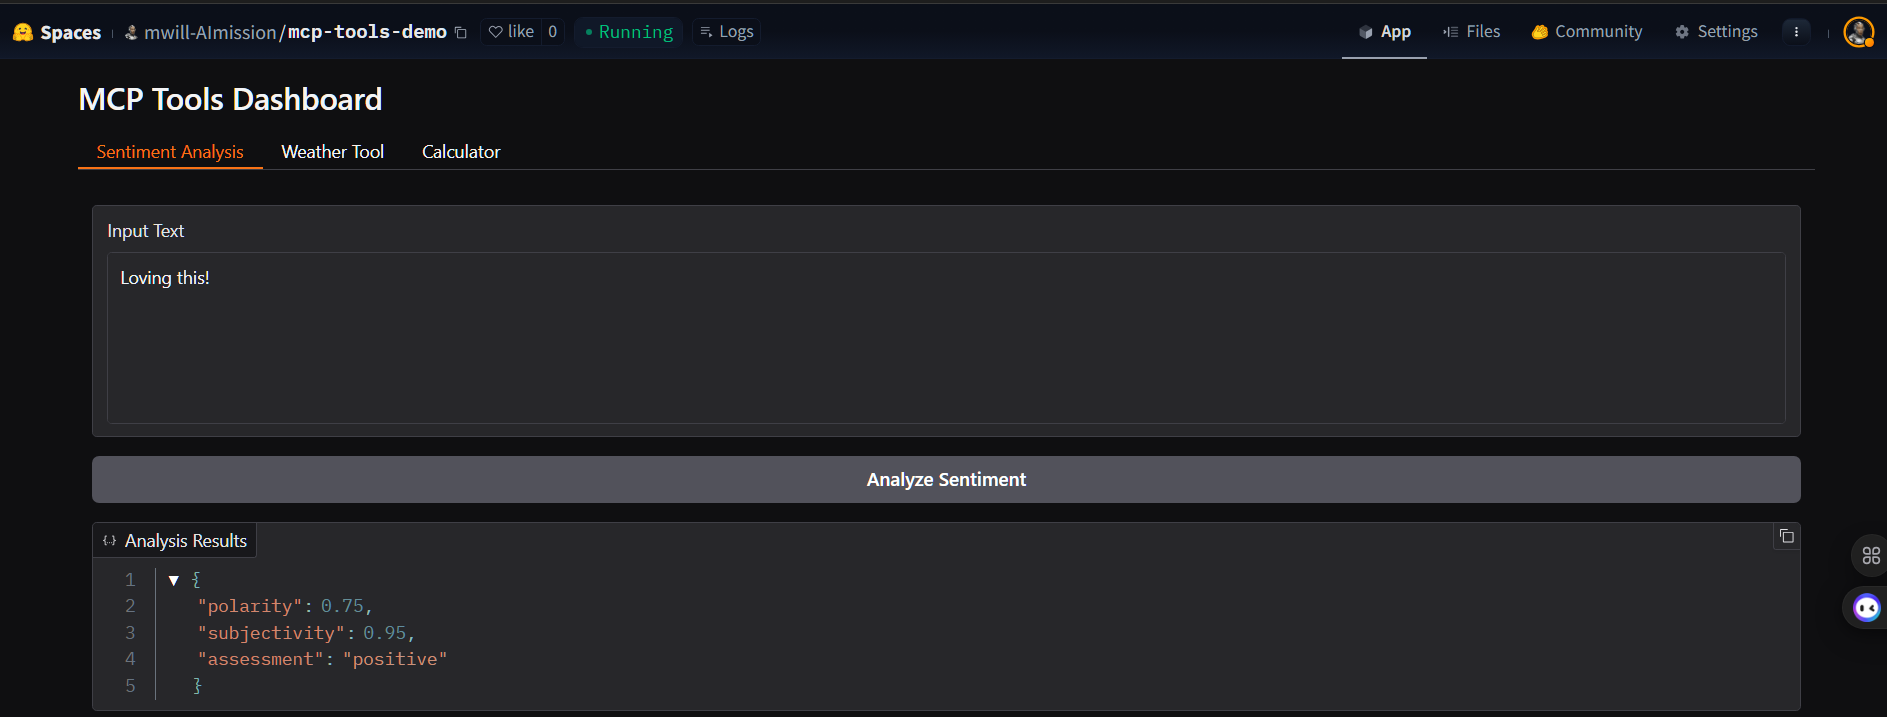 Spaces mwill-AImission/mcp-tools-demo like 0 Running Logs App Files Community Settings
MCP Tools Dashboard
Sentiment Analysis Weather Tool Calculator
Input Text
Loving this!
Analyze Sentiment
Analysis Results
1 {
2 "polarity": 0.75,
3 "subjectivity": 0.95,
4 "assessment": "positive"
5 }